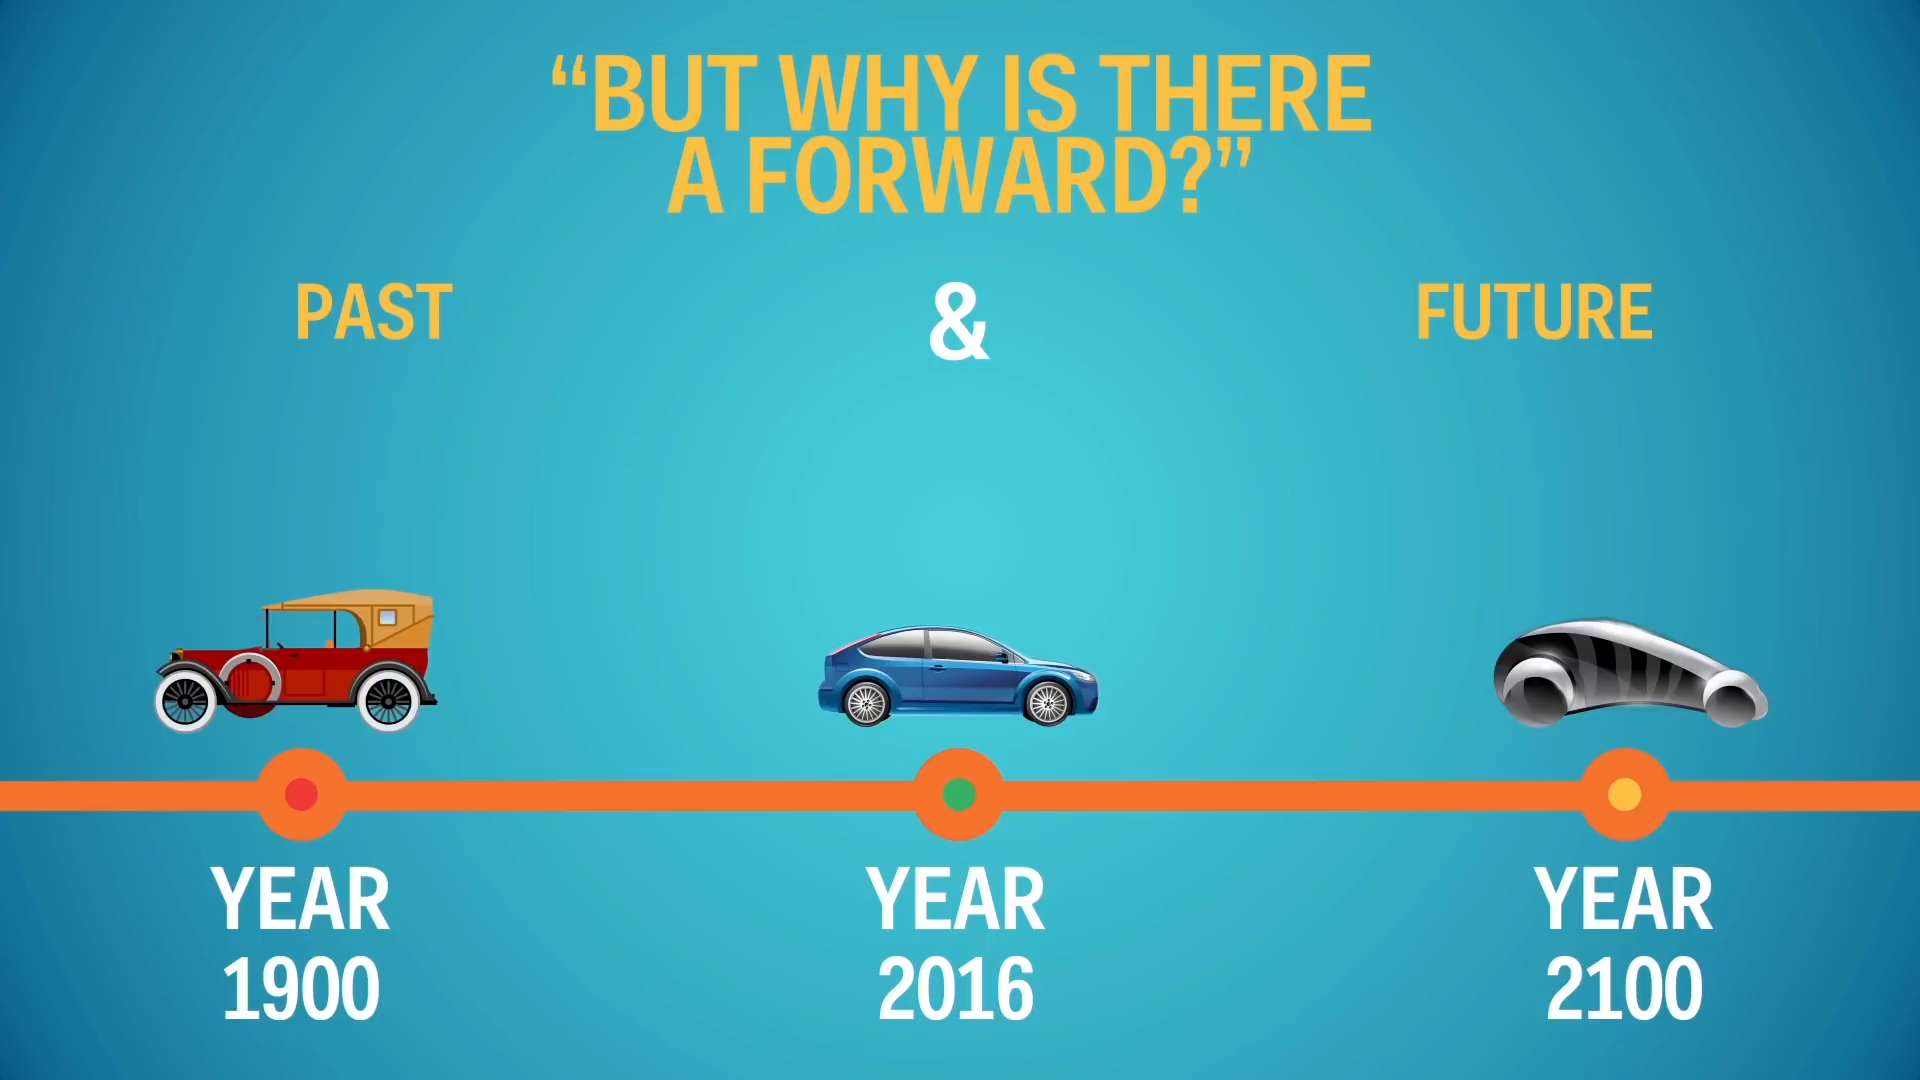 “BUT WHY IS THERE
A FORWARD?”
PAST & FUTURE
YEAR
1900
YEAR
2016
YEAR
2100